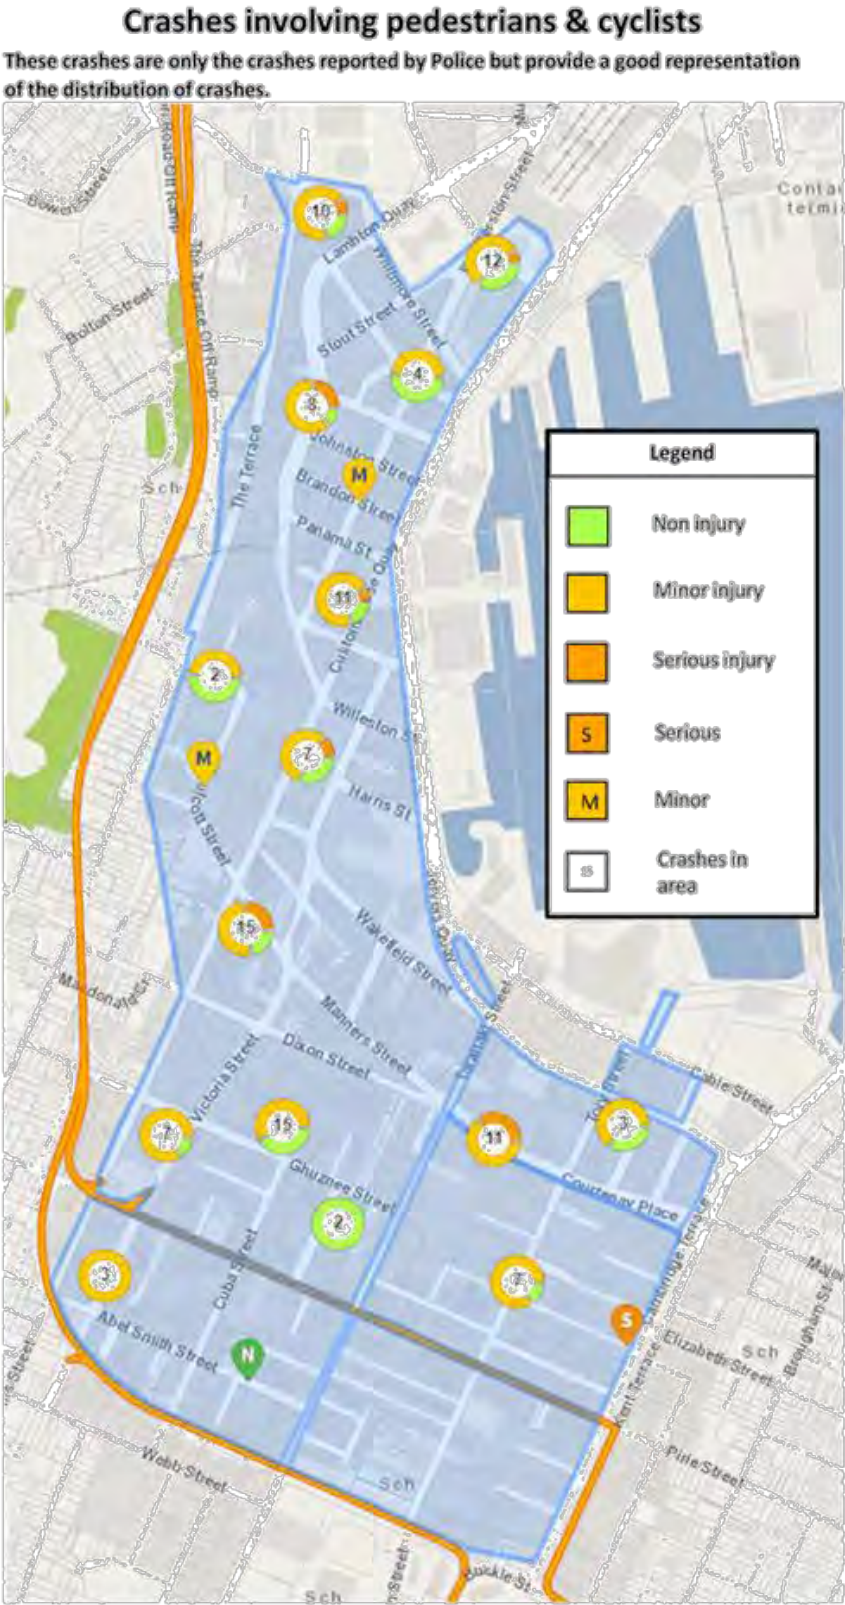 Crashes involving pedestrians & cyclists
These crashes are only the crashes reported by Police but provide a good representation
of the distribution of crashes.
Bowen Street
The Terrace Off Ramp
Bolton Street
10
Lambton Quay
12
Whitmore Street
Stout Street
4
8
Johnston Street
The Terrace
M
Brandon Street
Sch
Panama St
11
2
Willeston
M
7
Harris St
15
Wakefield Street
Manners Street
Dixon Street
Victoria Street
Cable Street
7
15
11
3
Ghuznee Street
Courtenay Place
2
Cuba Street
3
Cambridge Terrace
S
Abel Smith Street
N
Elizabeth Street
Sch
Brougham St
Kent Terrace
Webb Street
Pirie Street
Sch
Buckle St
Sch
Legend
Non injury
Minor injury
Serious injury
S
Serious
M
Minor
Crashes in
area